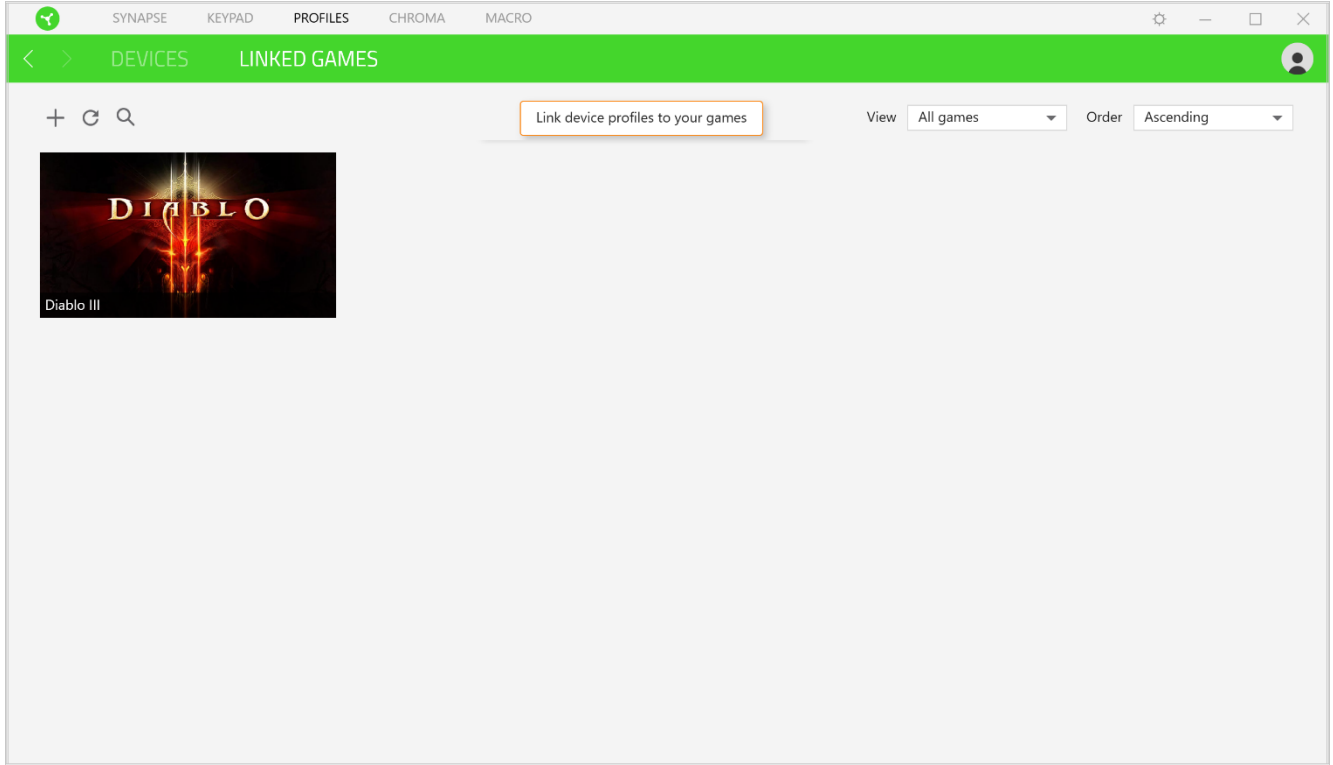 SYNAPSE KEYPAD PROFILES CHROMA MACRO
DEVICES LINKED GAMES
Link device profiles to your games
View All games Order Ascending
DIABLO
Diablo III